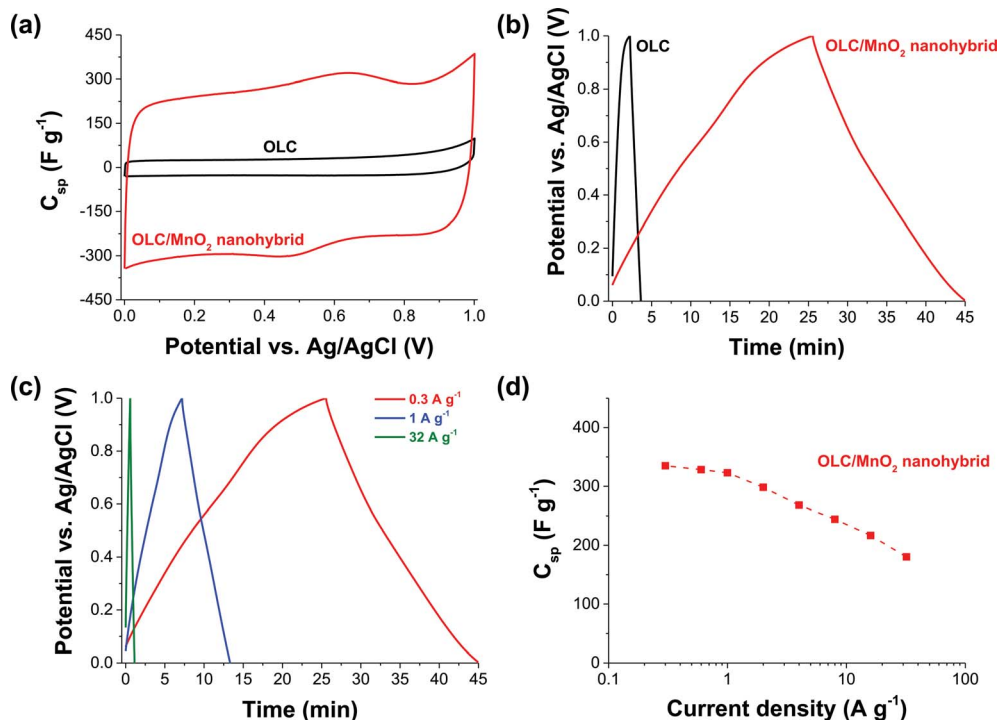 (a)
450
300
150
0
-150
-300
-450
C_sp (F g⁻¹)
OLC
OLC/MnO₂ nanohybrid
0.0 0.2 0.4 0.6 0.8 1.0
Potential vs. Ag/AgCl (V)
(b)
1.0
0.8
0.6
0.4
0.2
0.0
Potential vs. Ag/AgCl (V)
OLC
OLC/MnO₂ nanohybrid
0 5 10 15 20 25 30 35 40 45
Time (min)
(c)
1.0
0.8
0.6
0.4
0.2
0.0
Potential vs. Ag/AgCl (V)
0.3 A g⁻¹
1 A g⁻¹
32 A g⁻¹
0 5 10 15 20 25 30 35 40 45
Time (min)
(d)
400
300
200
100
0
C_sp (F g⁻¹)
OLC/MnO₂ nanohybrid
0.1 1 10 100
Current density (A g⁻¹)